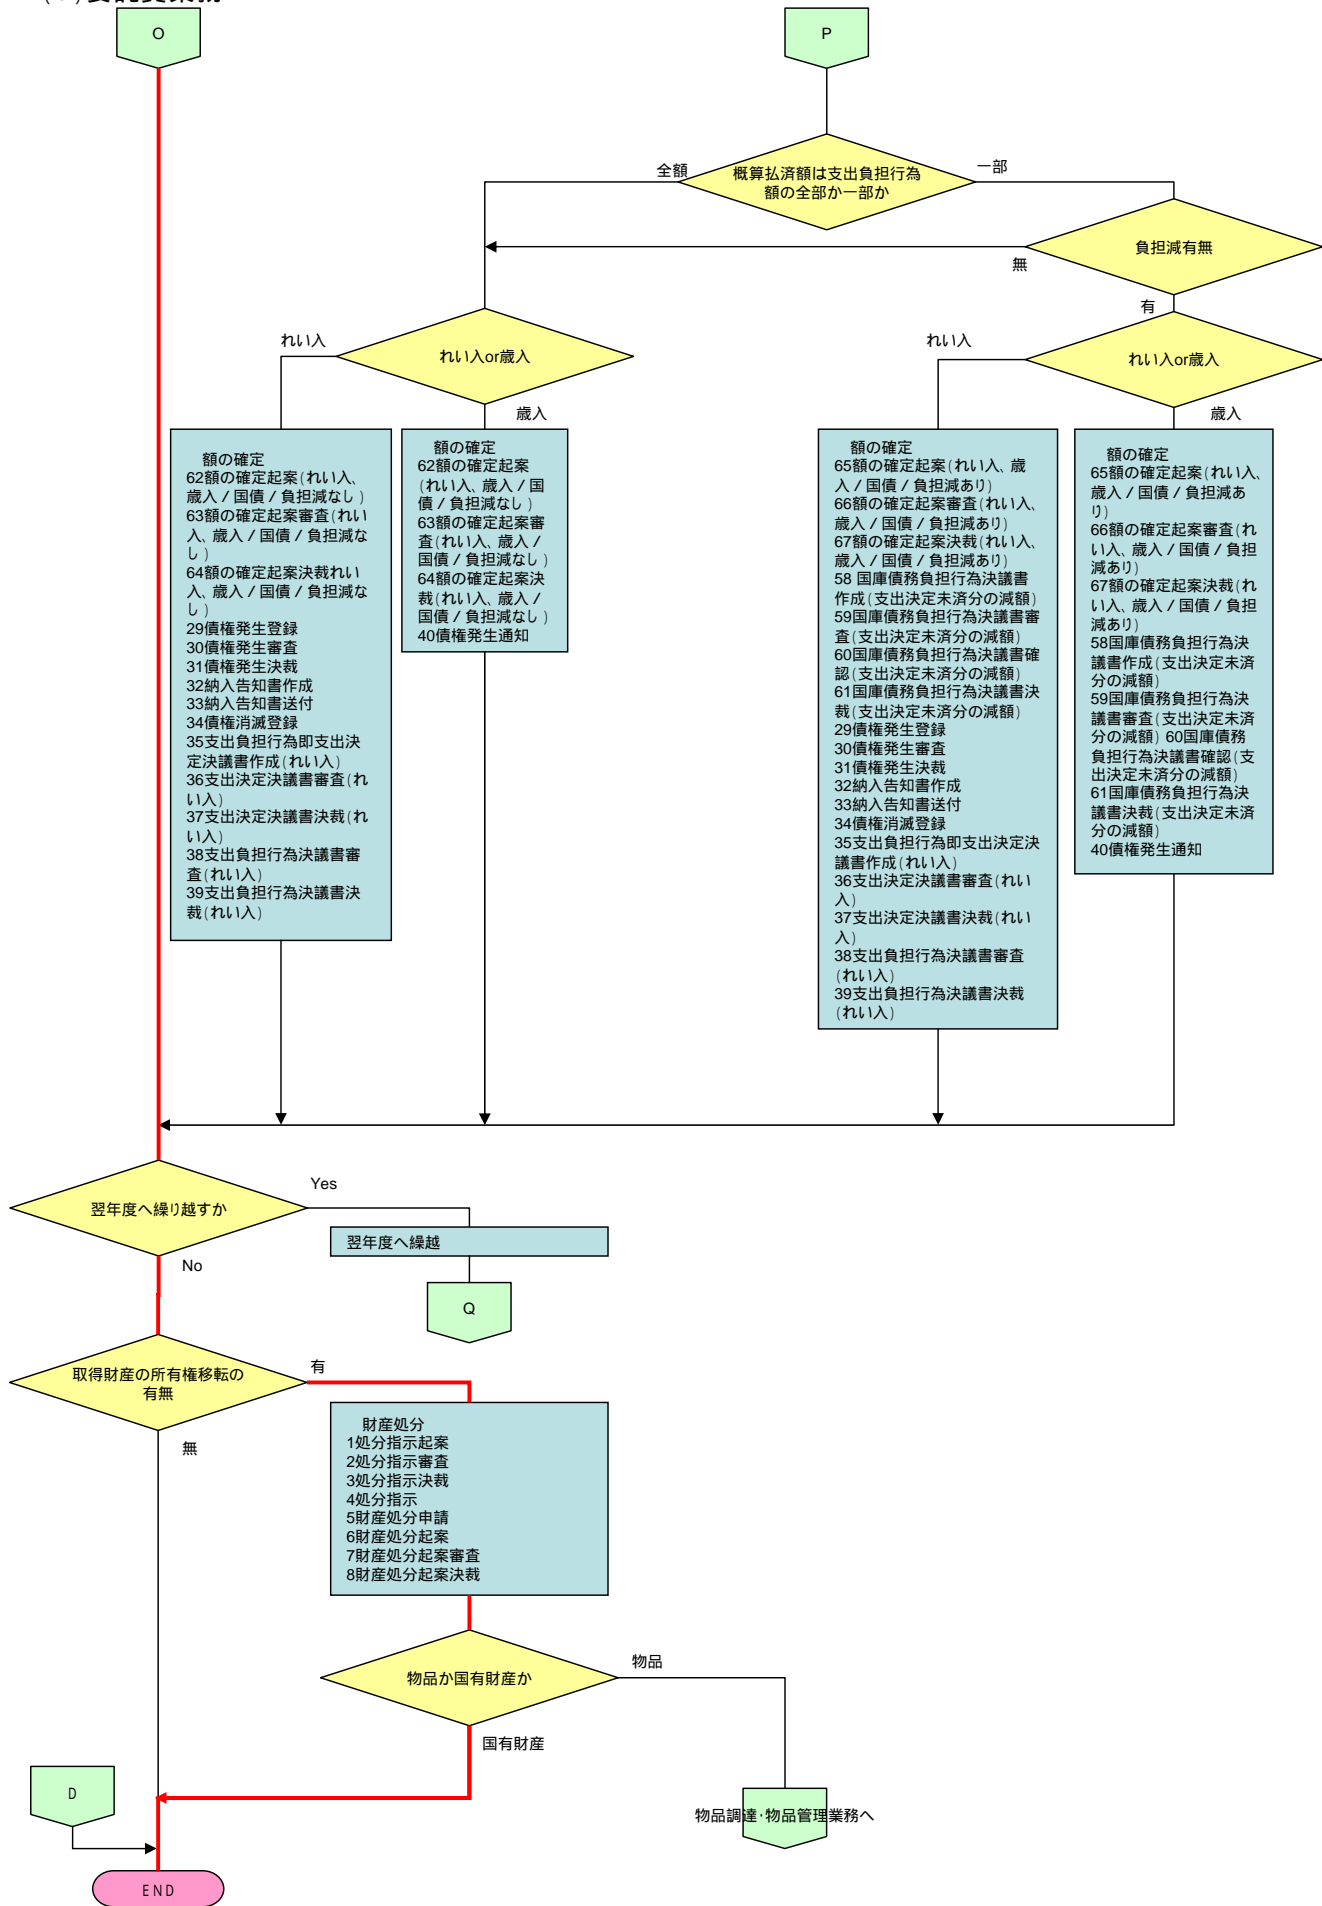 O
P
概算払済額は支出負担行為
額の全部か一部か
全額
一部
負担減有無
無
有
れい入or歳入
れい入
歳入
れい入or歳入
れい入
歳入
額の確定
62額の確定起案(れい入、
歳入/国債/負担減なし)
63額の確定起案審査(れい
入、歳入/国債/負担減な
し)
64額の確定起案決裁れい
入、歳入/国債/負担減な
し)
29債権発生登録
30債権発生審査
31債権発生決裁
32納入告知書作成
33納入告知書送付
34債権消滅登録
35支出負担行為即支出決
定決議書作成(れい入)
36支出決定決議書審査(れ
い入)
37支出決定決議書決裁(れ
い入)
38支出負担行為決議書審
査(れい入)
39支出負担行為決議書決
裁(れい入)
額の確定
62額の確定起案
(れい入、歳入/国
債/負担減なし)
63額の確定起案審
査(れい入、歳入/
国債/負担減なし)
64額の確定起案決
裁(れい入、歳入/
国債/負担減なし)
40債権発生通知
額の確定
65額の確定起案(れい入、歳
入/国債/負担減あり)
66額の確定起案審査(れい入、
歳入/国債/負担減あり)
67額の確定起案決裁(れい入、
歳入/国債/負担減あり)
58 国庫債務負担行為決議書
作成(支出決定未済分の減額)
59国庫債務負担行為決議書審
査(支出決定未済分の減額)
60国庫債務負担行為決議書確
認(支出決定未済分の減額)
61国庫債務負担行為決議書決
裁(支出決定未済分の減額)
29債権発生登録
30債権発生審査
31債権発生決裁
32納入告知書作成
33納入告知書送付
34債権消滅登録
35支出負担行為即支出決定決
議書作成(れい入)
36支出決定決議書審査(れい
入)
37支出決定決議書決裁(れい
入)
38支出負担行為決議書審査
(れい入)
39支出負担行為決議書決裁
(れい入)
額の確定
65額の確定起案(れい入、
歳入/国債/負担減あ
り)
66額の確定起案審査(れ
い入、歳入/国債/負担
減あり)
67額の確定起案決裁(れ
い入、歳入/国債/負担
減あり)
58国庫債務負担行為決
議書作成(支出決定未済
分の減額)
59国庫債務負担行為決
議書審査(支出決定未済
分の減額) 60国庫債務
負担行為決議書確認(支
出決定未済分の減額)
61国庫債務負担行為決
議書決裁(支出決定未済
分の減額)
40債権発生通知
翌年度へ繰り越すか
Yes
No
翌年度へ繰越
Q
取得財産の所有権移転の
有無
有
無
財産処分
1処分指示起案
2処分指示審査
3処分指示決裁
4処分指示
5財産処分申請
6財産処分起案
7財産処分起案審査
8財産処分起案決裁
物品か国有財産か
物品
国有財産
D
物品調達・物品管理業務へ
END